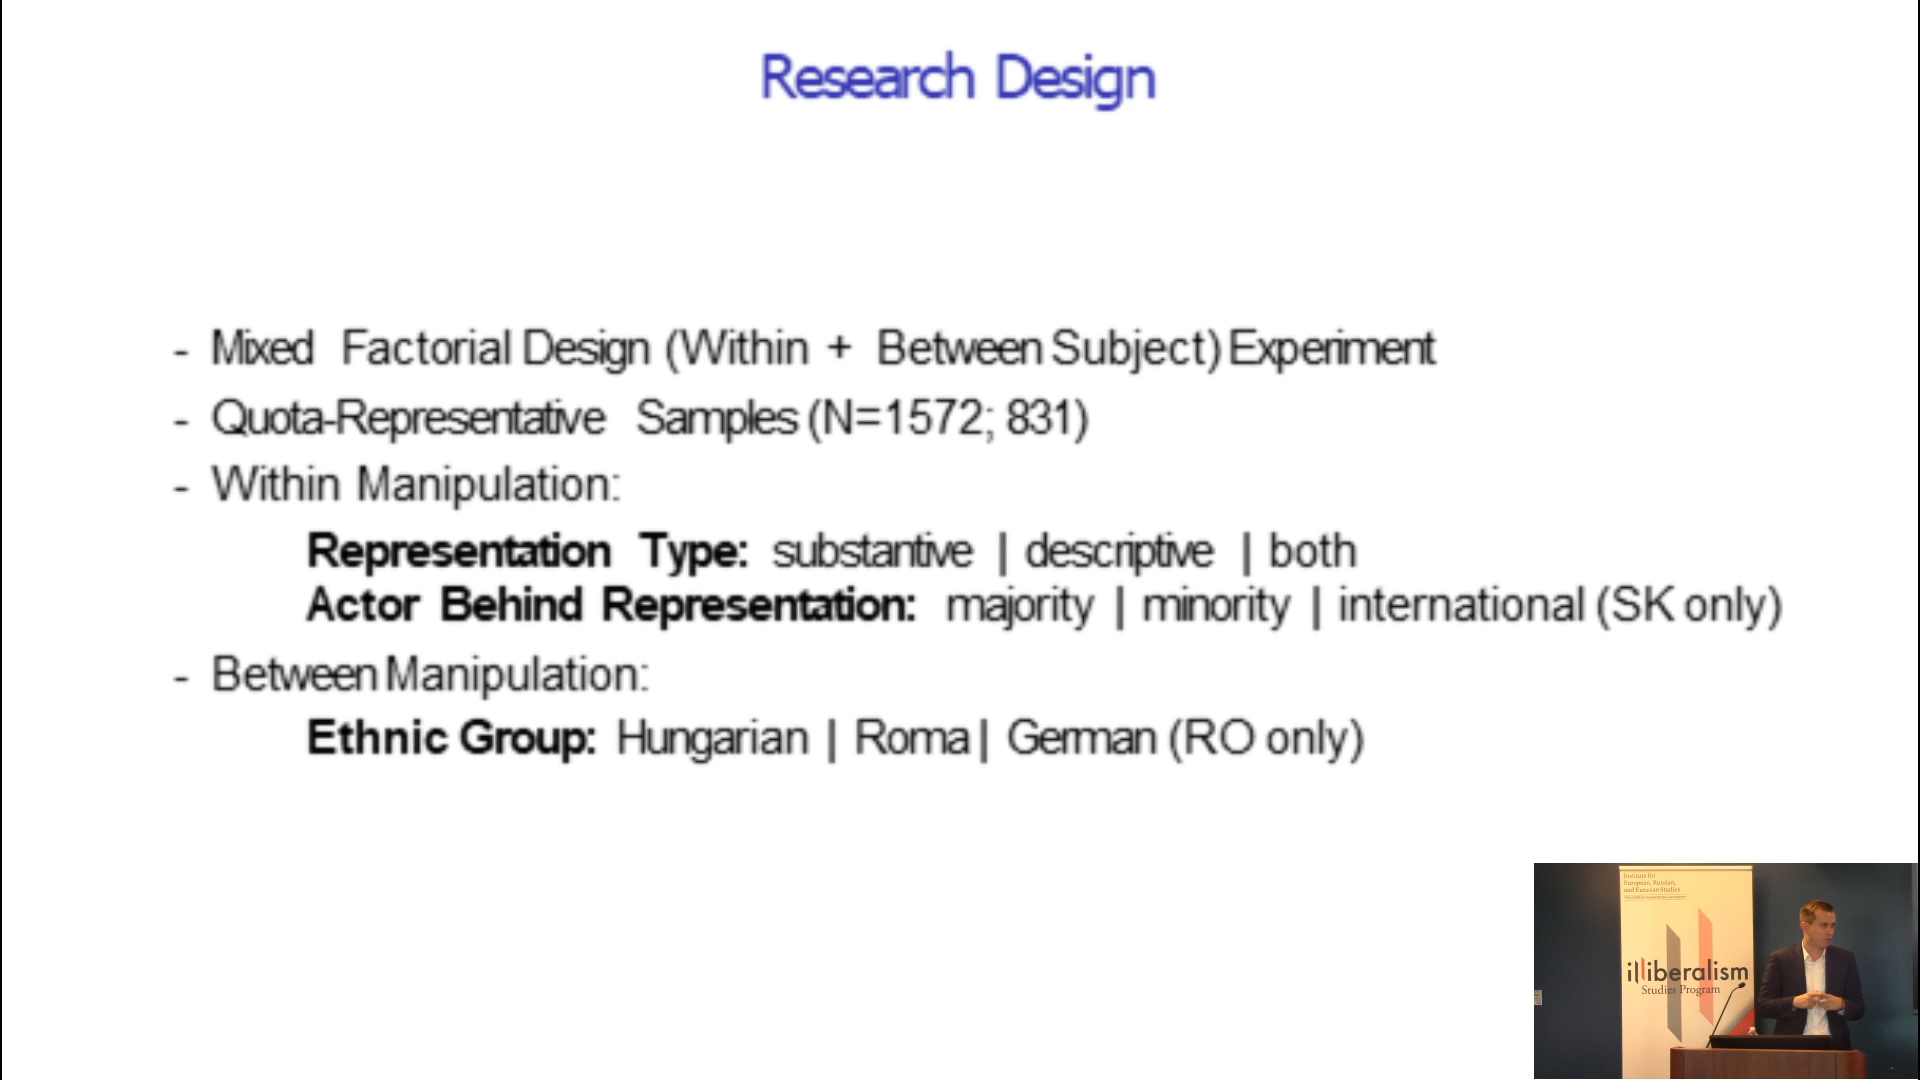 Research Design
- Mixed Factorial Design (Within + Between Subject) Experiment
- Quota-Representative Samples (N=1572; 831)
- Within Manipulation:
Representation Type: substantive | descriptive | both
Actor Behind Representation: majority | minority | international (SK only)
- Between Manipulation:
Ethnic Group: Hungarian | Roma | German (RO only)
Institute for
European, Russian,
and Eurasian Studies
illiberalism
Studies Program